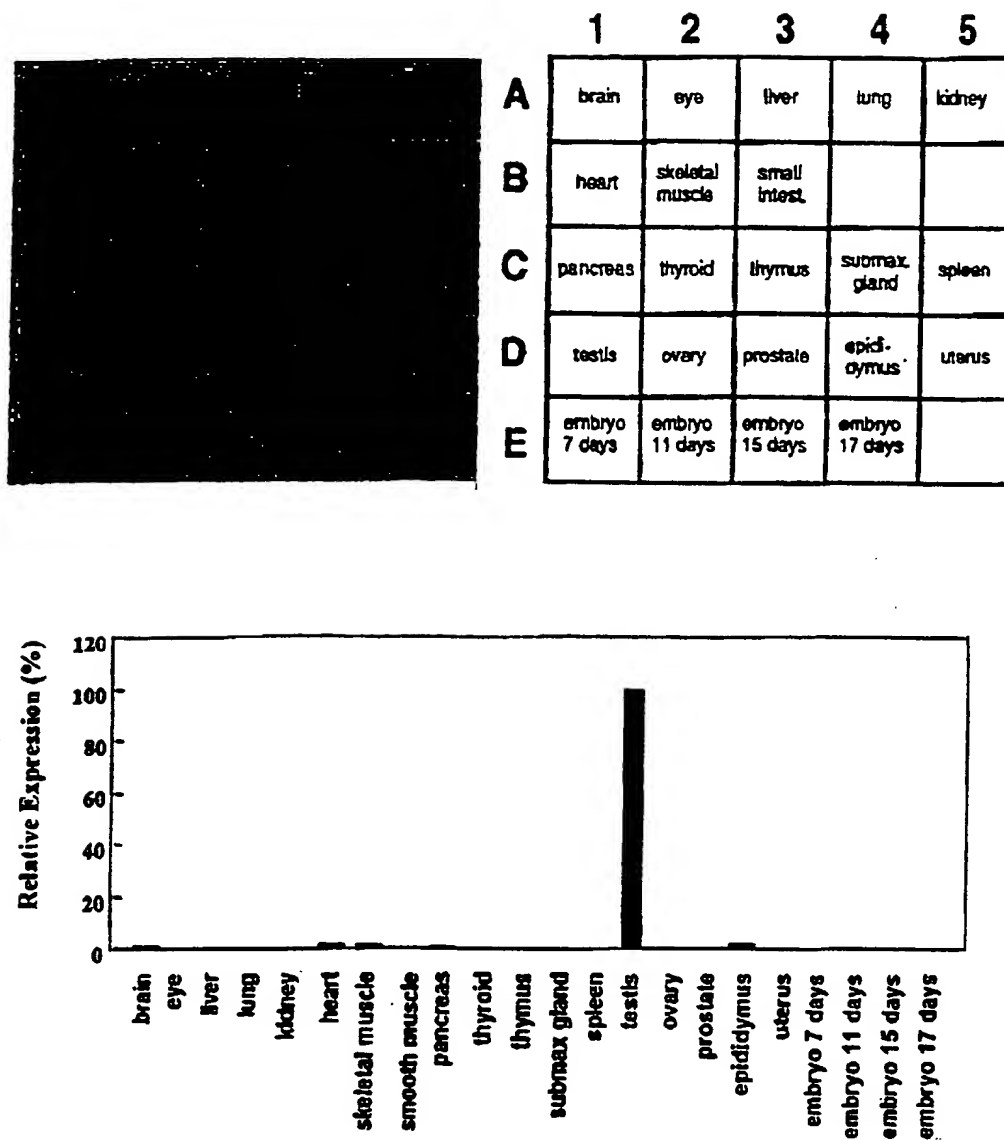 1 2 3 4 5
A brain eye liver lung kidney
B heart skeletal muscle small intest.
C pancreas thyroid thymus submax. gland spleen
D testis ovary prostate epidi- dymus uterus
E embryo 7 days embryo 11 days embryo 15 days embryo 17 days
Relative Expression (%)
120
100
80
60
40
20
0
brain
eye
liver
lung
kidney
heart
skeletal muscle
smooth muscle
pancreas
thyroid
thymus
submax gland
spleen
testis
ovary
prostate
epididymus
uterus
embryo 7 days
embryo 11 days
embryo 15 days
embryo 17 days